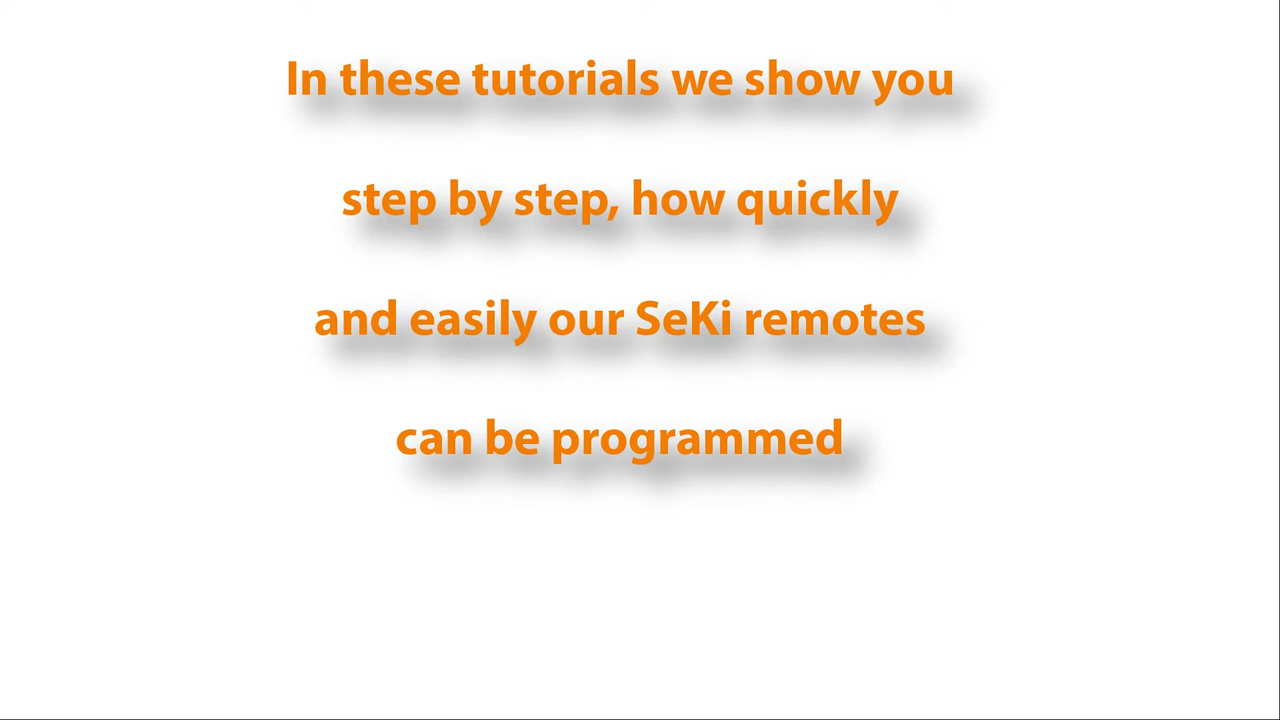 In these tutorials we show you
step by step, how quickly
and easily our SeKi remotes
can be programmed